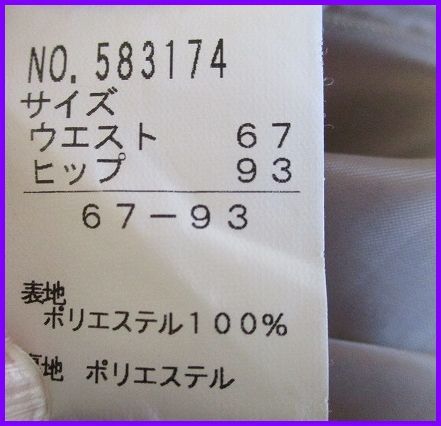 NO.583174
サイズ
ウエスト 67
ヒップ 93
67-93
表地
ポリエステル100%
地 ポリエステル